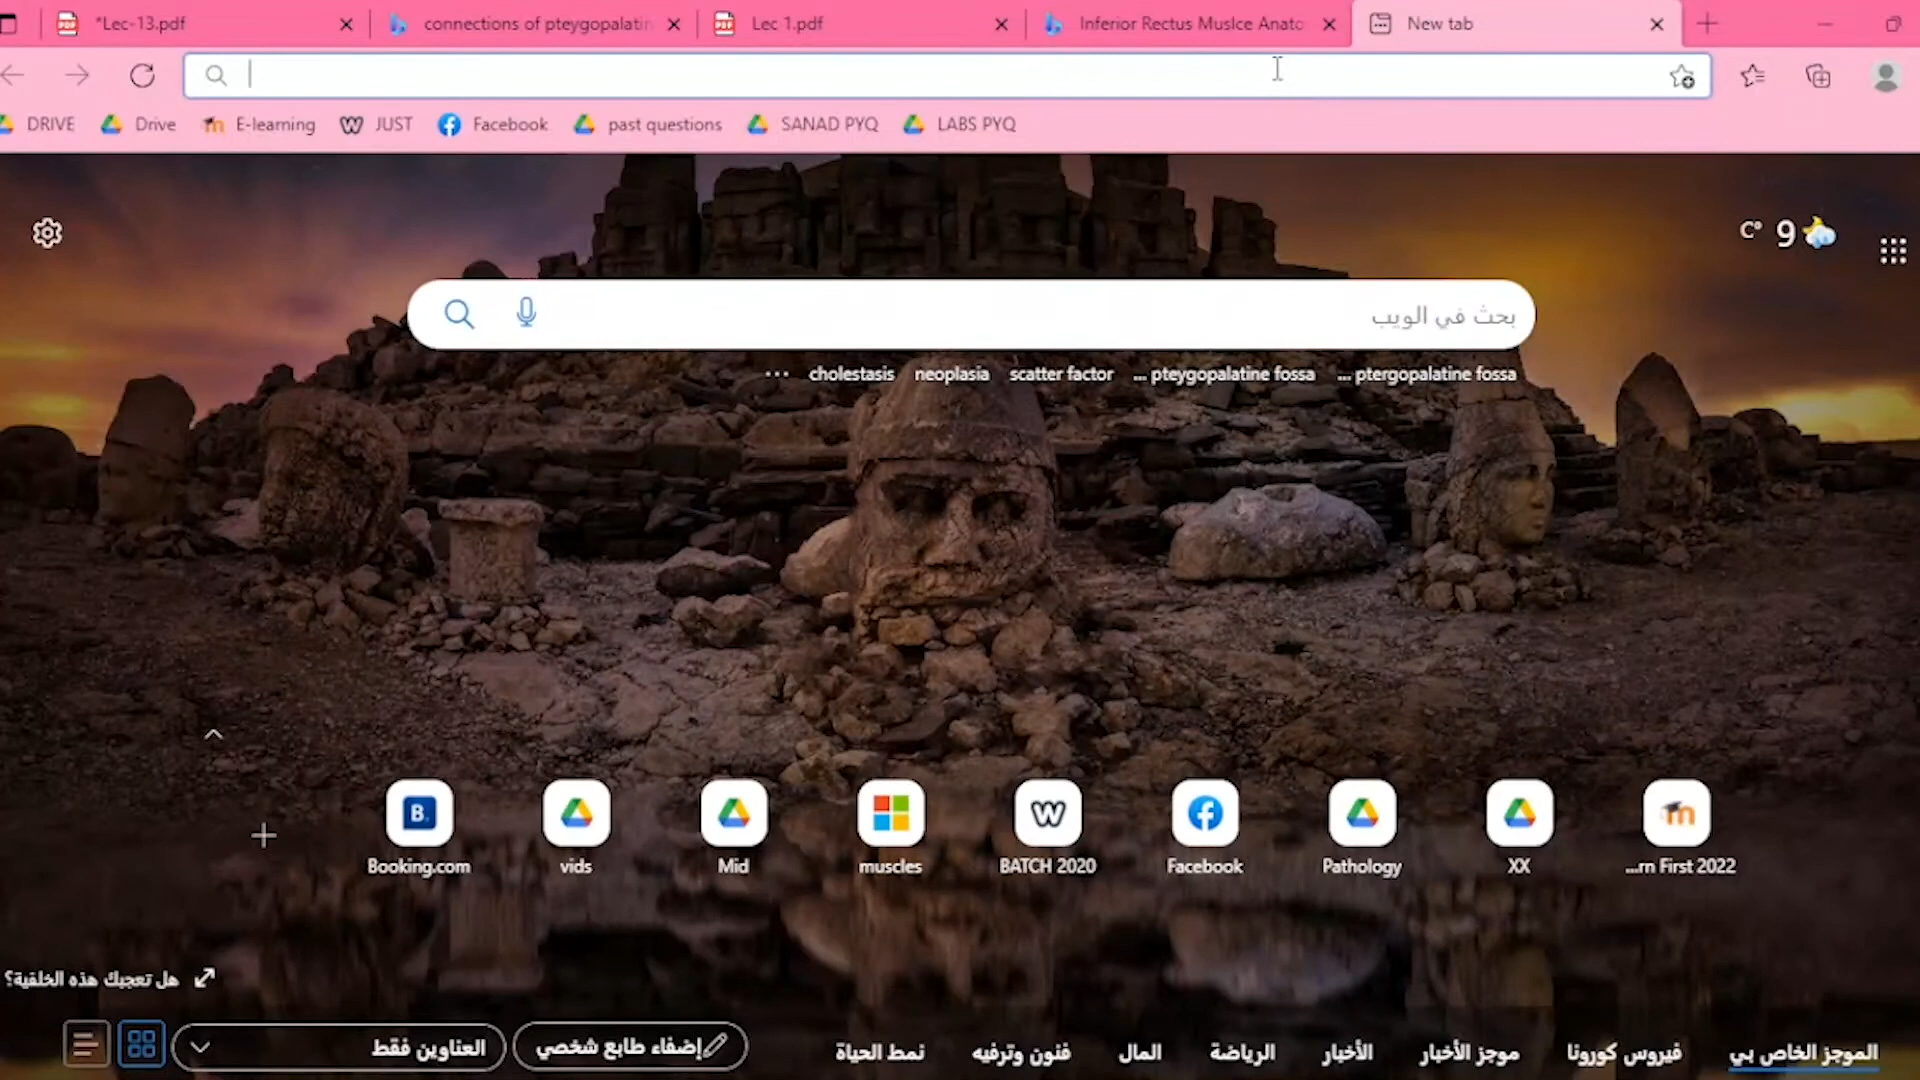 *Lec-13.pdf
connections of pteygopalatin
Lec 1.pdf
Inferior Rectus Muslce Anato
New tab
DRIVE
Drive
E-learning
JUST
Facebook
past questions
SANAD PYQ
LABS PYQ
C° 9
بحث في الويب
... cholestasis neoplasia scatter factor ... pteygopalatine fossa ... ptergopalatine fossa
Booking.com
vids
Mid
muscles
BATCH 2020
Facebook
Pathology
XX
...rn First 2022
هل تعجبك هذه الخلفية؟
الموجز الخاص بي
فيروس كورونا
موجز الأخبار
الأخبار
الرياضة
المال
فنون وترفيه
نمط الحياة
إضفاء طابع شخصي
العناوين فقط